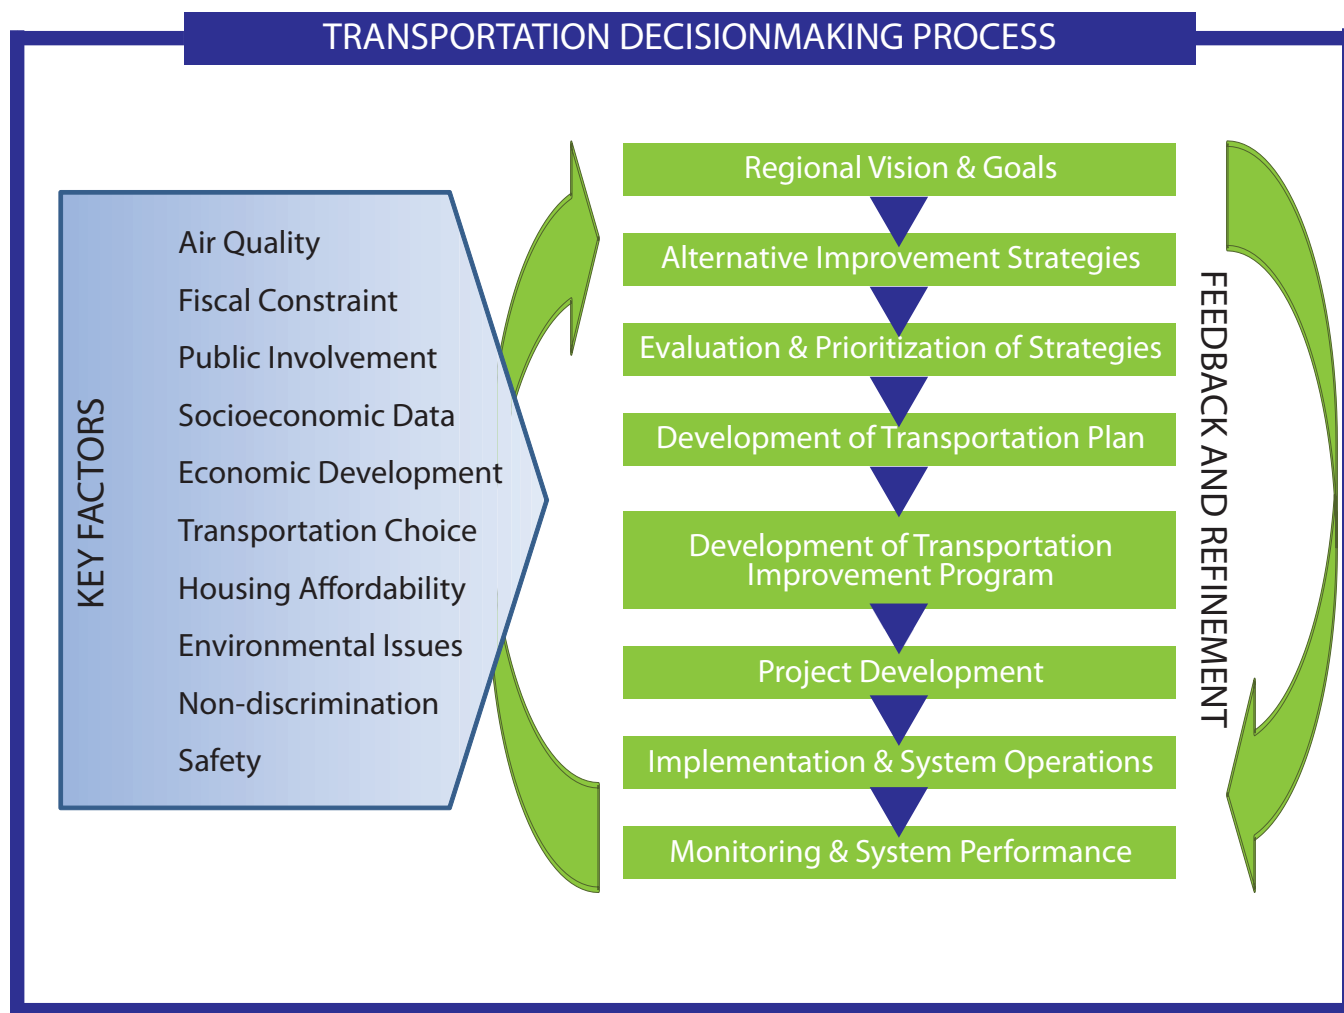 TRANSPORTATION DECISIONMAKING PROCESS
KEY FACTORS
Air Quality
Fiscal Constraint
Public Involvement
Socioeconomic Data
Economic Development
Transportation Choice
Housing Affordability
Environmental Issues
Non-discrimination
Safety
Regional Vision & Goals
Alternative Improvement Strategies
Evaluation & Prioritization of Strategies
Development of Transportation Plan
Development of Transportation
Improvement Program
Project Development
Implementation & System Operations
Monitoring & System Performance
FEEDBACK AND REFINEMENT